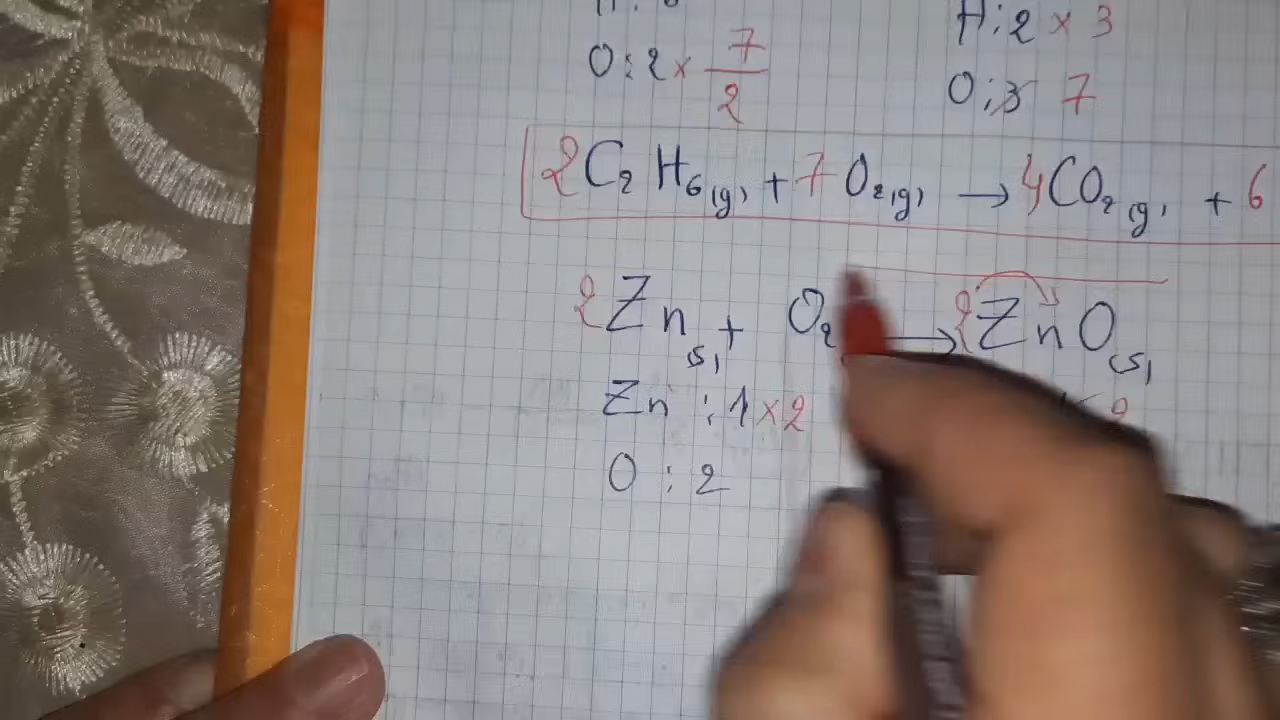 H: 2 × 3
O: 2 × 7/2 O: 3 7
2C₂H₆(g) + 7O₂(g) → 4CO₂(g) + 6
2Zn(s) + O₂ → 2ZnO(s)
Zn : 1 × 2
O : 2